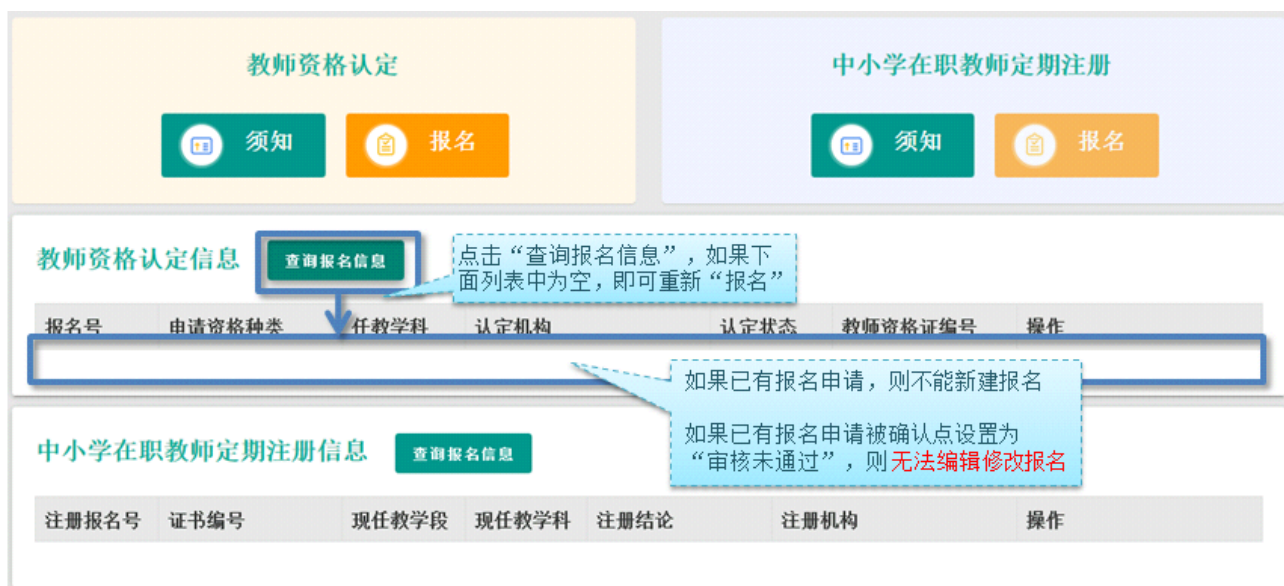 教师资格认定
中小学在职教师定期注册
须知
报名
须知
报名
教师资格认定信息
查询报名信息
点击“查询报名信息”，如果下
面列表中为空，即可重新“报名”
报名号 申请资格种类 任教学科 认定机构 认定状态 教师资格证编号 操作
如果已有报名申请，则不能新建报名
如果已有报名申请被确认点设置为
“审核未通过”，则无法编辑修改报名
中小学在职教师定期注册信息
查询报名信息
注册报名号 证书编号 现任教学段 现任教学科 注册结论 注册机构 操作